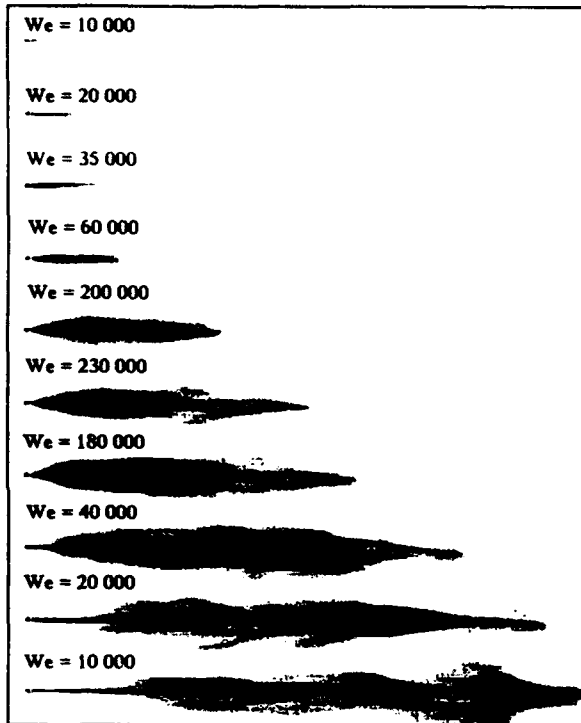 We = 10 000
We = 20 000
We = 35 000
We = 60 000
We = 200 000
We = 230 000
We = 180 000
We = 40 000
We = 20 000
We = 10 000